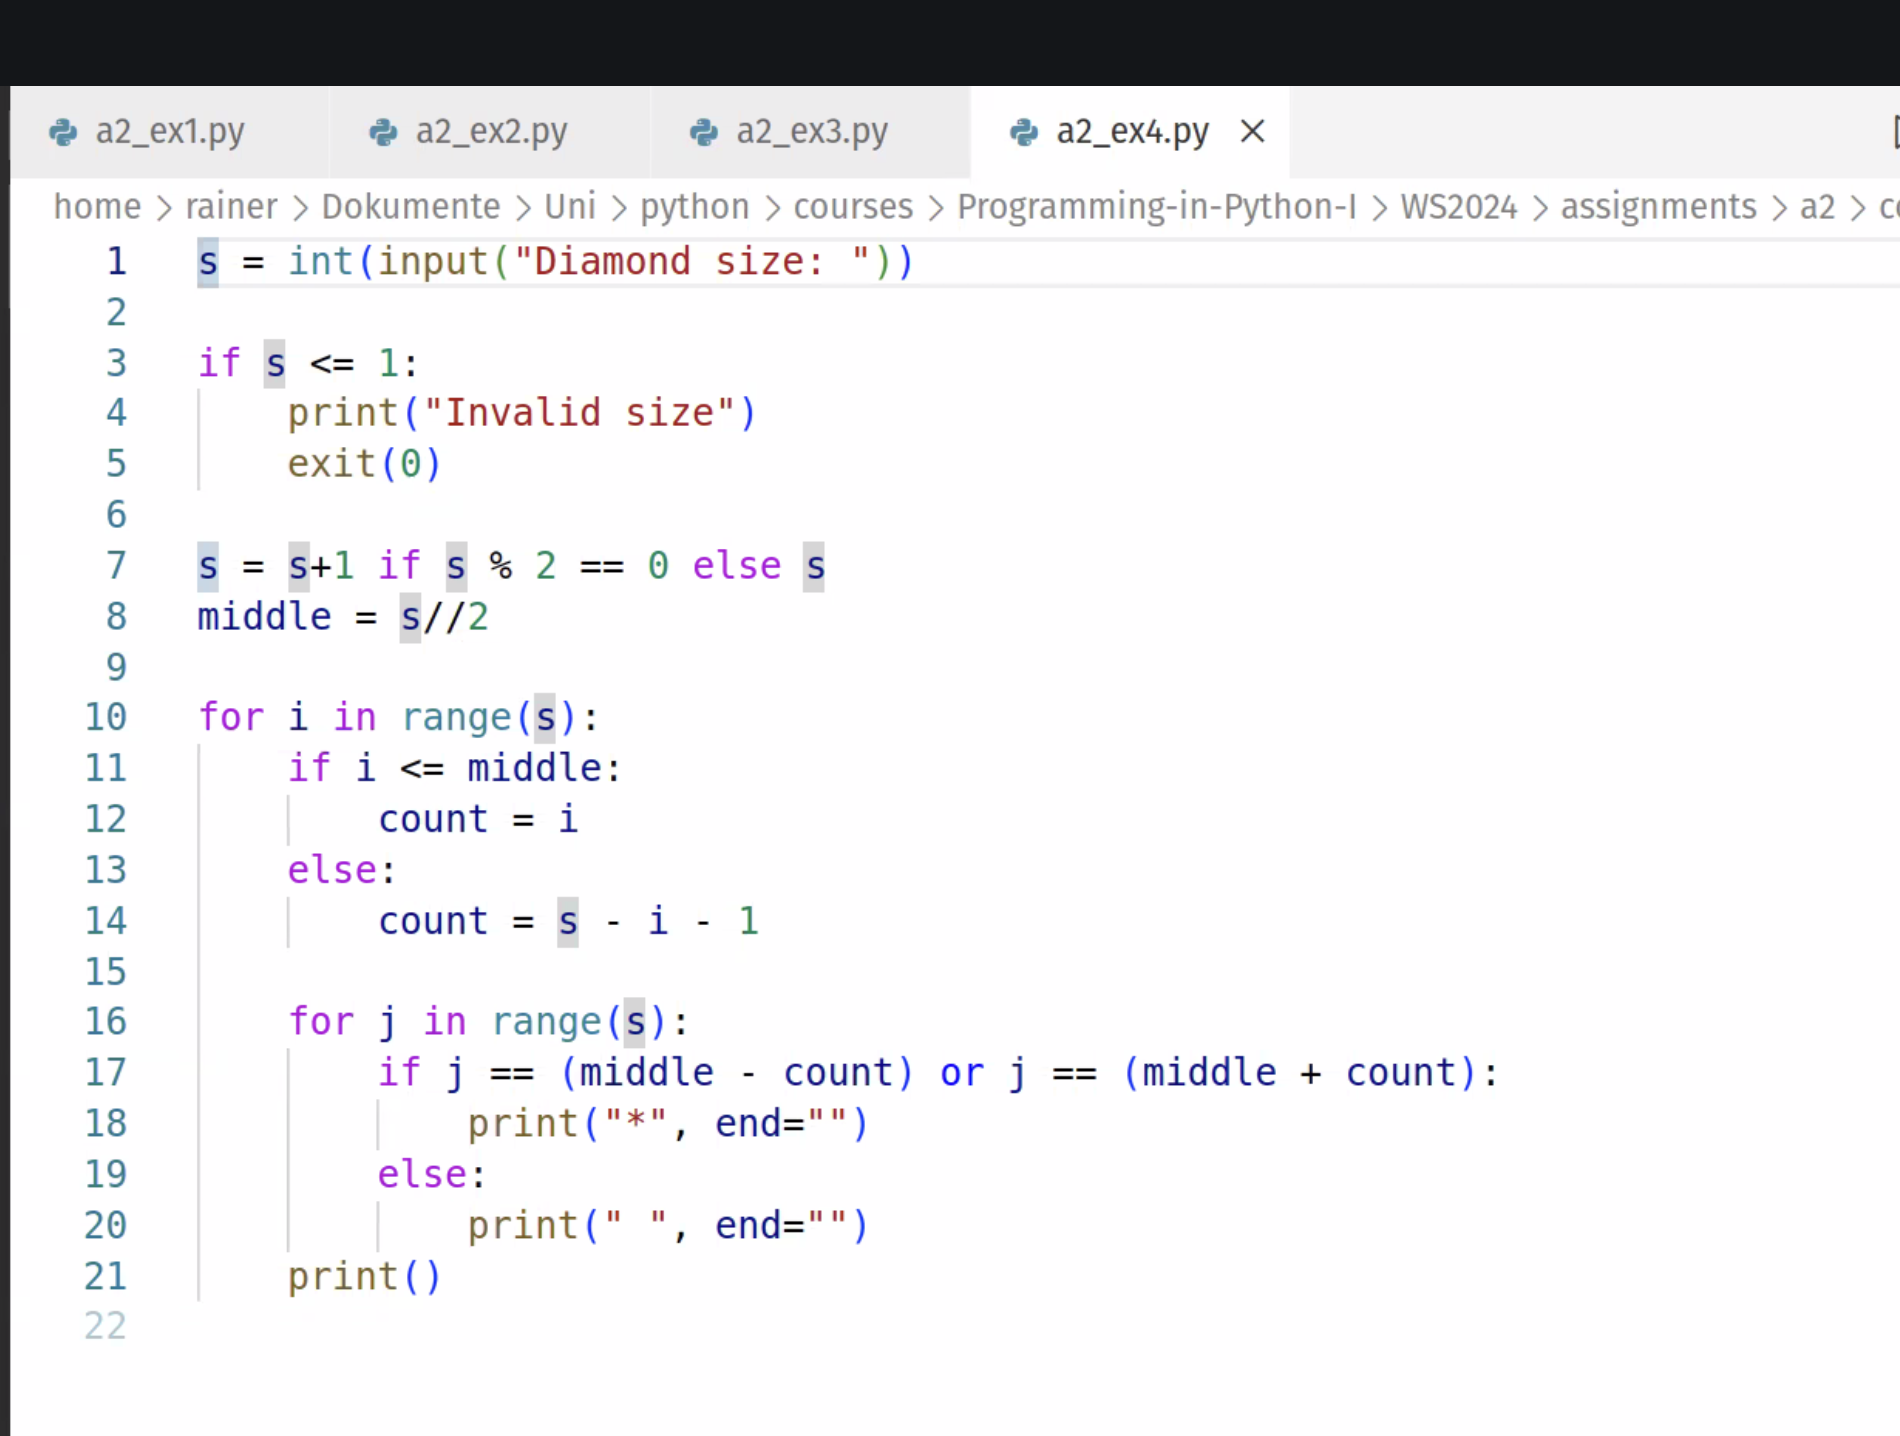 a2_ex1.py a2_ex2.py a2_ex3.py a2_ex4.py
home > rainer > Dokumente > Uni > python > courses > Programming-in-Python-I > WS2024 > assignments > a2 >
1 s = int(input("Diamond size: "))
2
3 if s <= 1:
4     print("Invalid size")
5     exit(0)
6
7 s = s+1 if s % 2 == 0 else s
8 middle = s//2
9
10 for i in range(s):
11     if i <= middle:
12         count = i
13     else:
14         count = s - i - 1
15
16     for j in range(s):
17         if j == (middle - count) or j == (middle + count):
18             print("*", end="")
19         else:
20             print(" ", end="")
21     print()
22